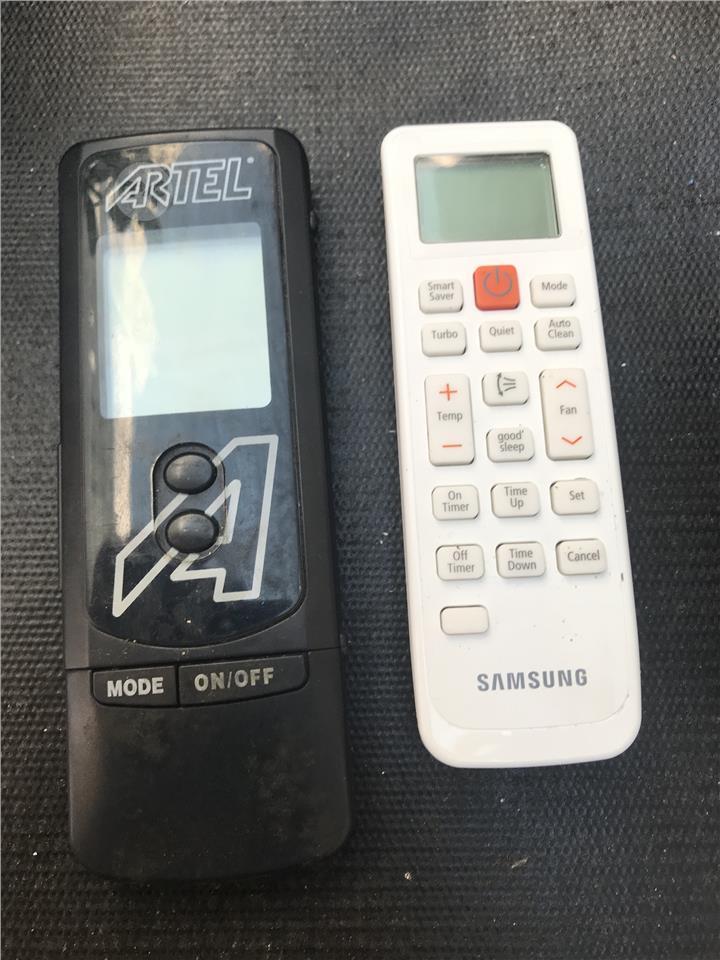 ARTEL
A
MODE
ON/OFF
Smart
Saver
Mode
Turbo
Quiet
Auto
Clean
+
Temp
−
Fan
good'
sleep
On
Timer
Time
Up
Set
Off
Timer
Time
Down
Cancel
SAMSUNG